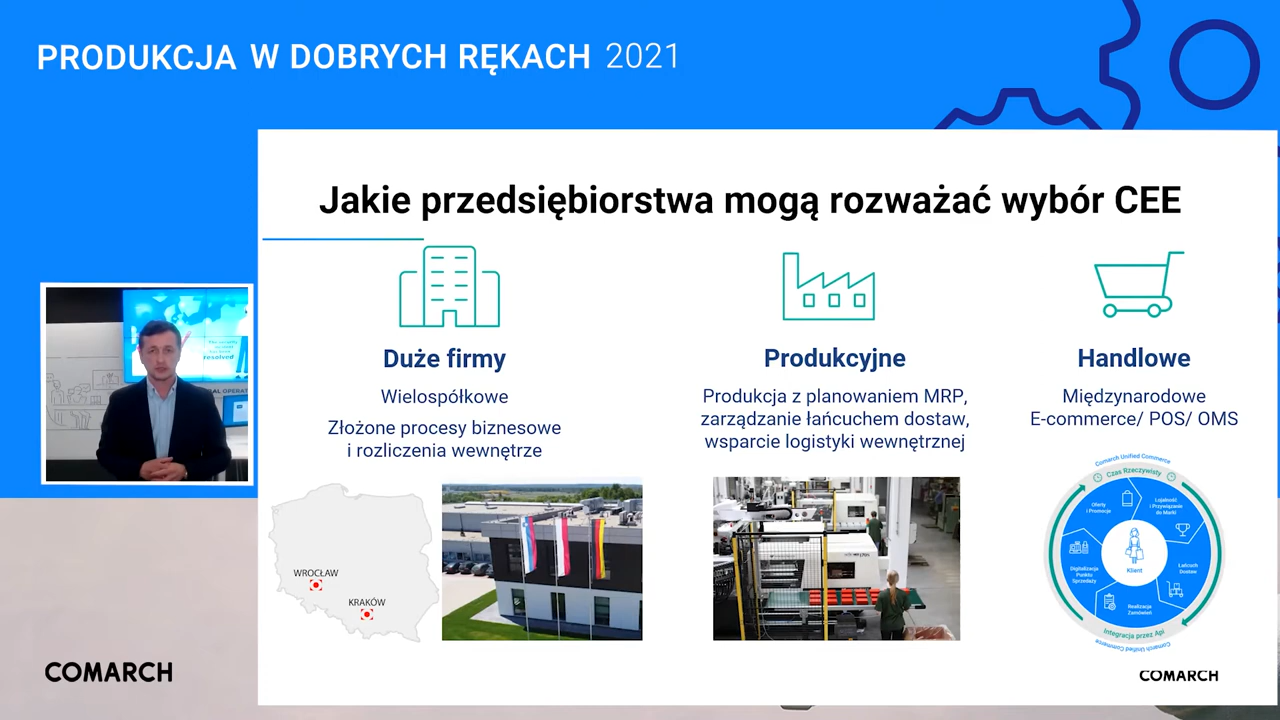 PRODUKCJA W DOBRYCH RĘKACH 2021
Jakie przedsiębiorstwa mogą rozważać wybór CEE
Duże firmy
Wielospółkowe
Złożone procesy biznesowe
i rozliczenia wewnętrze
WROCŁAW
KRAKÓW
Produkcyjne
Produkcja z planowaniem MRP,
zarządzanie łańcuchem dostaw,
wsparcie logistyki wewnętrznej
Handlowe
Międzynarodowe
E-commerce/ POS/ OMS
Comarch Unified Commerce
Czas Rzeczywisty
Oferty
i Promocje
Lojalność
i Przywiązanie
do Marki
Digitalizacja
Punktu
Sprzedaży
Klient
Łańcuch
Dostaw
Realizacja
Zamówień
Integracja przez Api
Comarch Unified Commerce
COMARCH
COMARCH